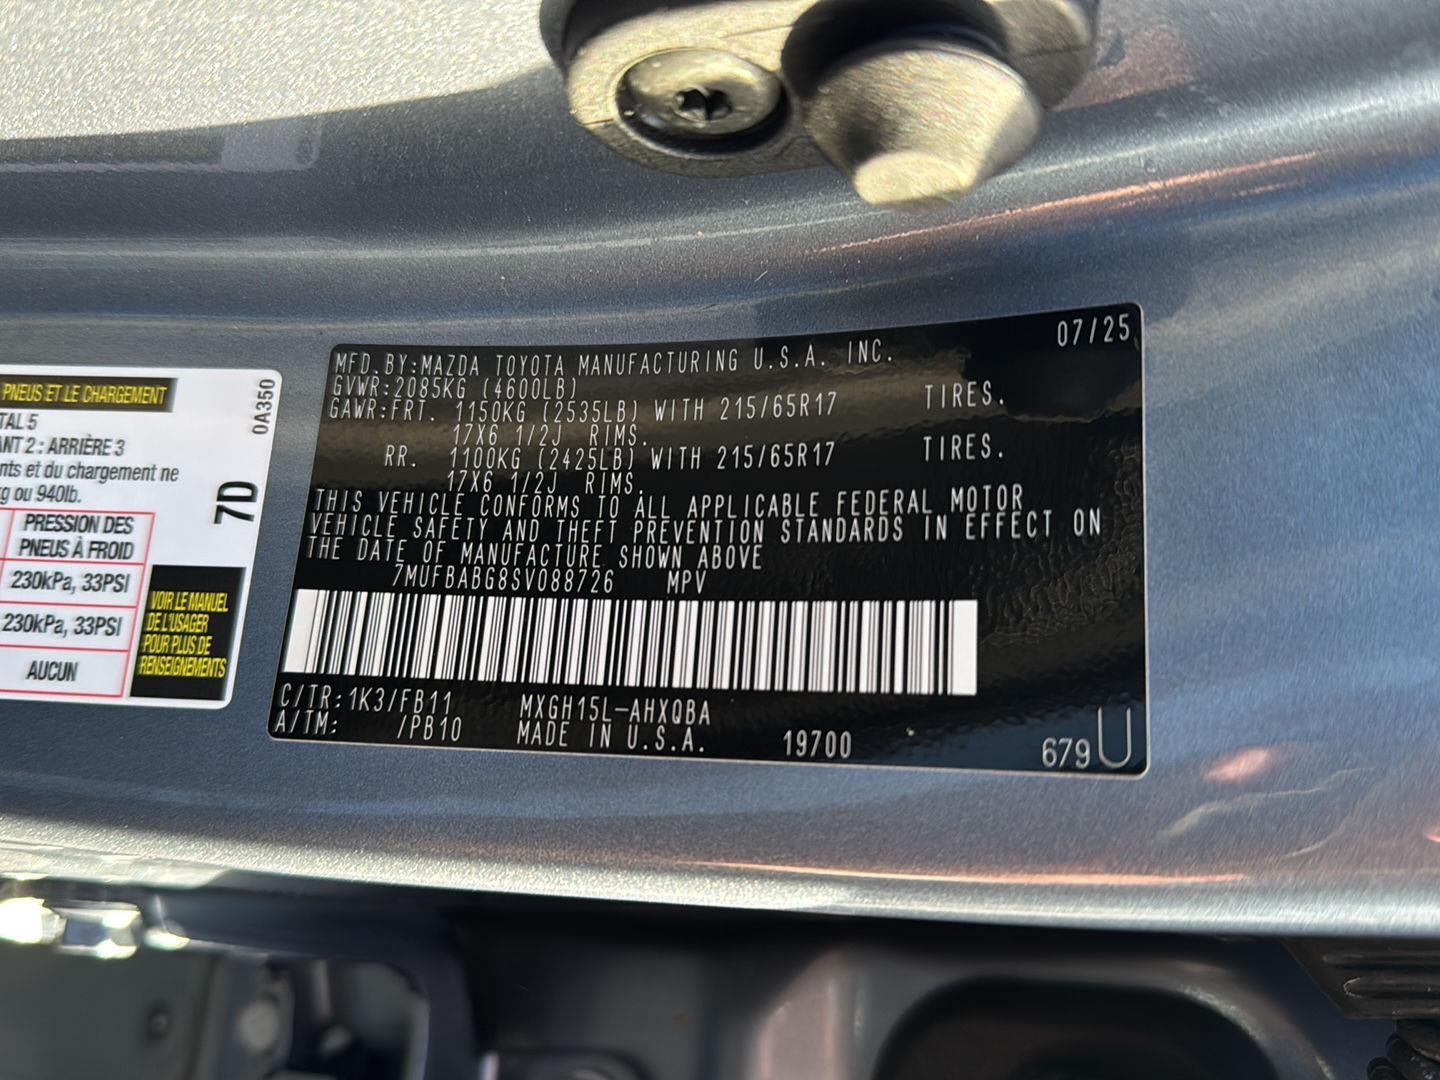 PNEUS ET LE CHARGEMENT
0A350
TAL 5
ANT 2 : ARRIÈRE 3
nts et du chargement ne
kg ou 940lb.
7D
PRESSION DES
PNEUS À FROID
230kPa, 33PSI
230kPa, 33PSI
AUCUN
VOIR LE MANUEL
DE L'USAGER
POUR PLUS DE
RENSEIGNEMENTS
07/25
MFD.BY:MAZDA TOYOTA MANUFACTURING U.S.A. INC.
GVWR:2085KG (4600LB)
GAWR:FRT. 1150KG (2535LB) WITH 215/65R17 TIRES.
17X6 1/2J RIMS.
RR. 1100KG (2425LB) WITH 215/65R17 TIRES.
17X6 1/2J RIMS.
THIS VEHICLE CONFORMS TO ALL APPLICABLE FEDERAL MOTOR
VEHICLE SAFETY AND THEFT PREVENTION STANDARDS IN EFFECT ON
THE DATE OF MANUFACTURE SHOWN ABOVE
7MUFBABG8SV088726 MPV
C/TR:1K3/FB11 MXGH15L-AHXQBA
A/TM: /PB10 MADE IN U.S.A. 19700
679U